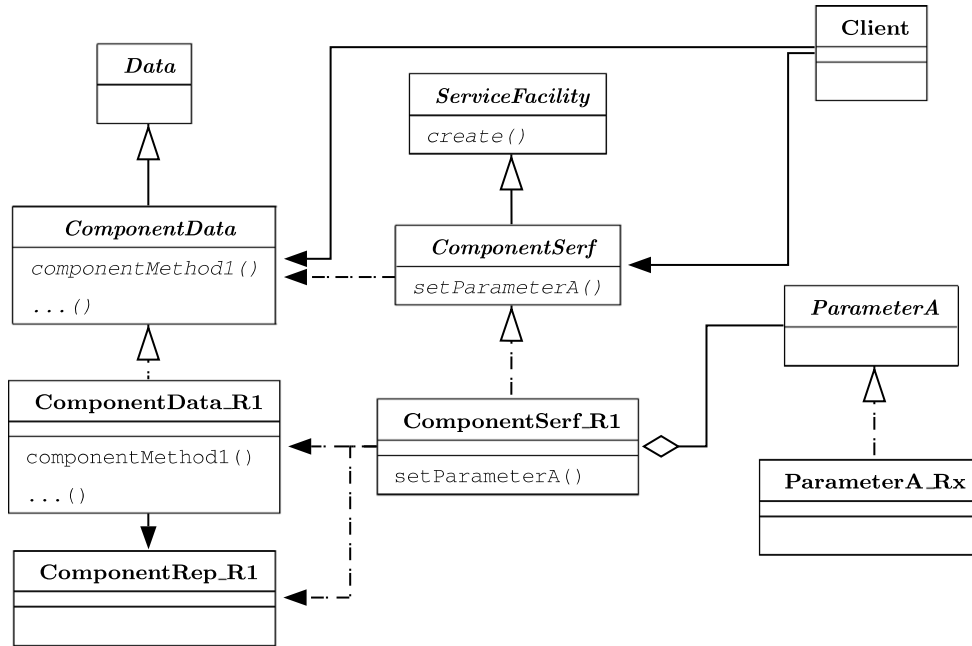 Client
Data
ServiceFacility
create()
ComponentData
componentMethod1()
...()
ComponentSerf
setParameterA()
ParameterA
ComponentData_R1
componentMethod1()
...()
ComponentSerf_R1
setParameterA()
ParameterA_Rx
ComponentRep_R1